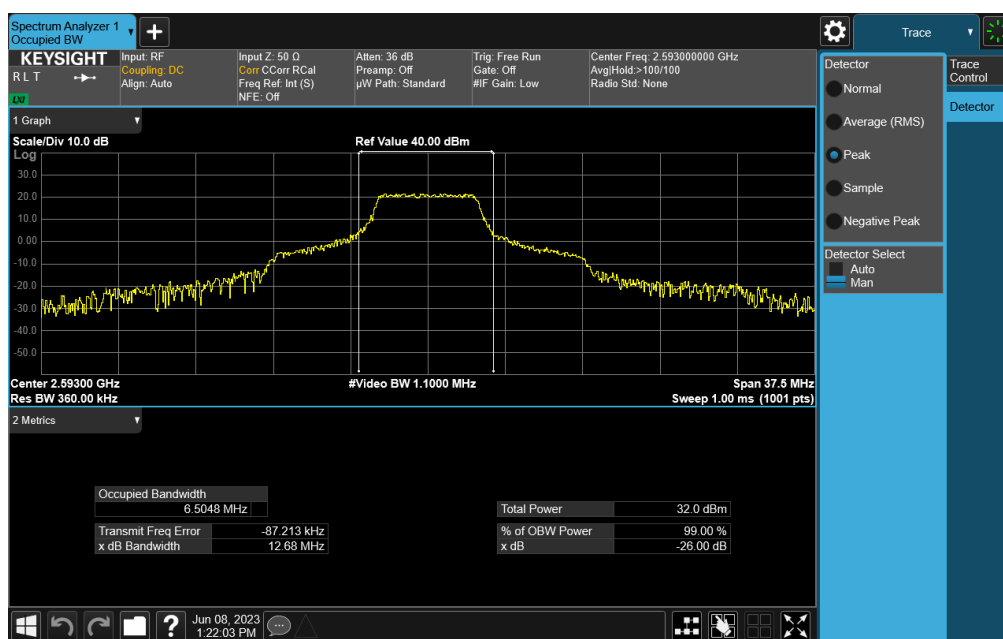 Spectrum Analyzer 1
Occupied BW
Trace
KEYSIGHT
R L T
LXI
Input: RF
Coupling: DC
Align: Auto
Input Z: 50 Ω
Corr CCorr RCal
Freq Ref: Int (S)
NFE: Off
Atten: 36 dB
Preamp: Off
µW Path: Standard
Trig: Free Run
Gate: Off
#IF Gain: Low
Center Freq: 2.593000000 GHz
Avg|Hold:>100/100
Radio Std: None
1 Graph
Scale/Div 10.0 dB
Ref Value 40.00 dBm
Log
30.0
20.0
10.0
0.00
-10.0
-20.0
-30.0
-40.0
-50.0
Center 2.59300 GHz
#Video BW 1.1000 MHz
Span 37.5 MHz
Res BW 360.00 kHz
Sweep 1.00 ms (1001 pts)
2 Metrics
Occupied Bandwidth
6.5048 MHz
Transmit Freq Error -87.213 kHz
x dB Bandwidth 12.68 MHz
Total Power 32.0 dBm
% of OBW Power 99.00 %
x dB -26.00 dB
Detector
Normal
Average (RMS)
Peak
Sample
Negative Peak
Detector Select
Auto
Man
Trace
Control
Detector
?
Jun 08, 2023
1:22:03 PM